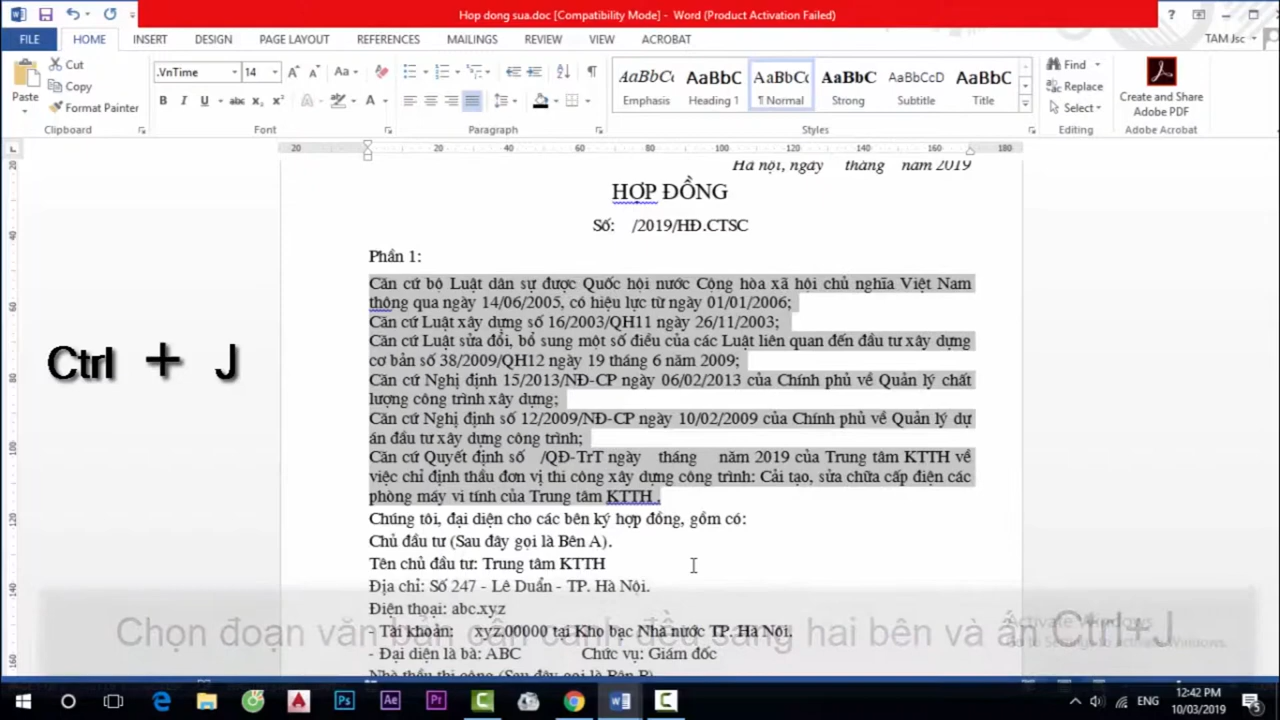 Hop dong sua.doc [Compatibility Mode] - Word (Product Activation Failed)
FILE HOME INSERT DESIGN PAGE LAYOUT REFERENCES MAILINGS REVIEW VIEW ACROBAT TAM Jsc
Paste Cut Copy Format Painter
.VnTime 14
Emphasis Heading 1 ¶ Normal Strong Subtitle Title
Find Replace Select
Create and Share Adobe PDF
Clipboard Font Paragraph Styles Editing Adobe Acrobat
20 20 40 60 80 100 120 140 160 180
Hà nội, ngày tháng năm 2019
HỢP ĐỒNG
Số: /2019/HĐ.CTSC
Phần 1:
Căn cứ bộ Luật dân sự được Quốc hội nước Cộng hòa xã hội chủ nghĩa Việt Nam
thông qua ngày 14/06/2005, có hiệu lực từ ngày 01/01/2006;
Căn cứ Luật xây dựng số 16/2003/QH11 ngày 26/11/2003;
Căn cứ Luật sửa đổi, bổ sung một số điều của các Luật liên quan đến đầu tư xây dựng
cơ bản số 38/2009/QH12 ngày 19 tháng 6 năm 2009;
Căn cứ Nghị định 15/2013/NĐ-CP ngày 06/02/2013 của Chính phủ về Quản lý chất
lượng công trình xây dựng;
Căn cứ Nghị định số 12/2009/NĐ-CP ngày 10/02/2009 của Chính phủ về Quản lý dự
án đầu tư xây dựng công trình;
Căn cứ Quyết định số /QĐ-TrT ngày tháng năm 2019 của Trung tâm KTTH về
việc chỉ định thầu đơn vị thi công xây dựng công trình: Cải tạo, sửa chữa cấp điện các
phòng máy vi tính của Trung tâm KTTH .
Ctrl + J
Chúng tôi, đại diện cho các bên ký hợp đồng, gồm có:
Chủ đầu tư (Sau đây gọi là Bên A).
Tên chủ đầu tư: Trung tâm KTTH
Địa chỉ: Số 247 - Lê Duẩn - TP. Hà Nội.
Điện thoại: abc.xyz
- Tài khoản: xyz.00000 tại Kho bạc Nhà nước TP. Hà Nôi.
Chọn đoạn văn bản cần canh đều sang hai bên và ấn Ctrl+J
Activate Windows
- Đại diện là bà: ABC Chức vụ: Giám đốc
ENG 12:42 PM
10/03/2019